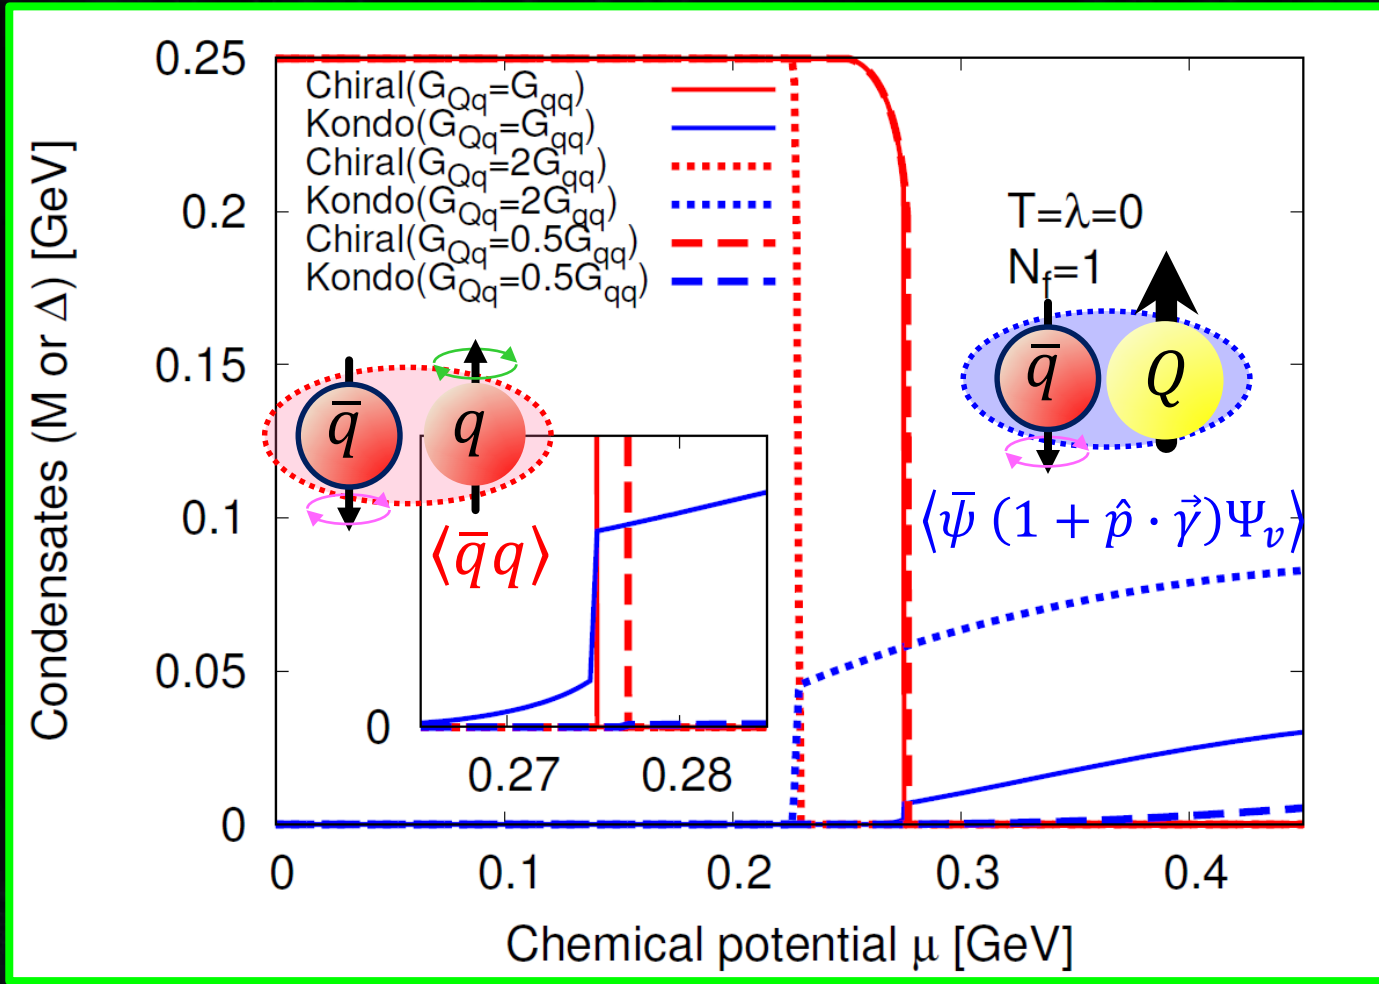 Condensates (M or Δ) [GeV]
0.25
0.2
0.15
0.1
0.05
0
Chiral(G_Qq=G_qq)
Kondo(G_Qq=G_qq)
Chiral(G_Qq=2G_qq)
Kondo(G_Qq=2G_qq)
Chiral(G_Qq=0.5G_qq)
Kondo(G_Qq=0.5G_qq)
T=λ=0
N_f=1
q̄ q
⟨q̄q⟩
q̄ Q
⟨ψ̄ (1 + p̂ · γ⃗)Ψ_v⟩
0
0.27 0.28
0 0.1 0.2 0.3 0.4
Chemical potential μ [GeV]